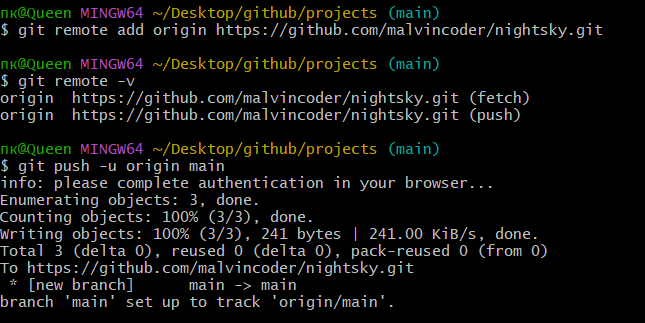 пк@Queen MINGW64 ~/Desktop/github/projects (main)
$ git remote add origin https://github.com/malvincoder/nightsky.git
пк@Queen MINGW64 ~/Desktop/github/projects (main)
$ git remote -v
origin  https://github.com/malvincoder/nightsky.git (fetch)
origin  https://github.com/malvincoder/nightsky.git (push)
пк@Queen MINGW64 ~/Desktop/github/projects (main)
$ git push -u origin main
info: please complete authentication in your browser...
Enumerating objects: 3, done.
Counting objects: 100% (3/3), done.
Writing objects: 100% (3/3), 241 bytes | 241.00 KiB/s, done.
Total 3 (delta 0), reused 0 (delta 0), pack-reused 0 (from 0)
To https://github.com/malvincoder/nightsky.git
 * [new branch]      main -> main
branch 'main' set up to track 'origin/main'.